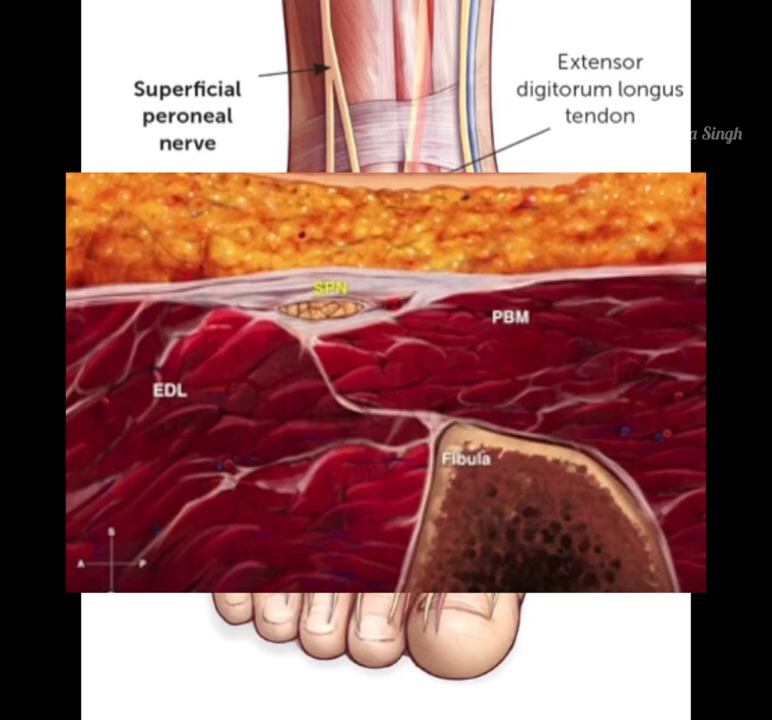 Superficial
peroneal
nerve
Extensor
digitorum longus
tendon
Singh
SPN
PBM
EDL
Fibula
S
A
P